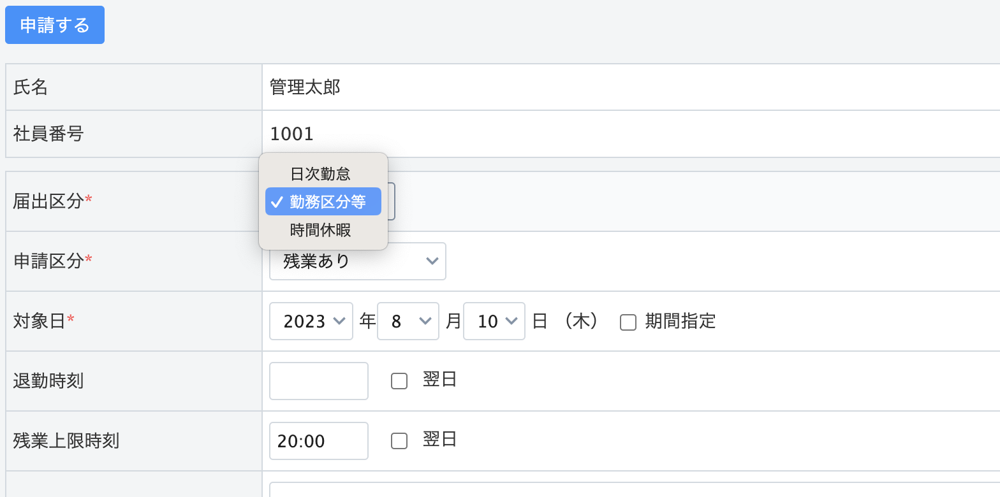 申請する
氏名 管理太郎
社員番号 1001
日次勤怠
届出区分* ✓ 勤務区分等
時間休暇
申請区分* 残業あり
対象日* 2023 年 8 月 10 日 （木） 期間指定
退勤時刻 翌日
残業上限時刻 20:00 翌日